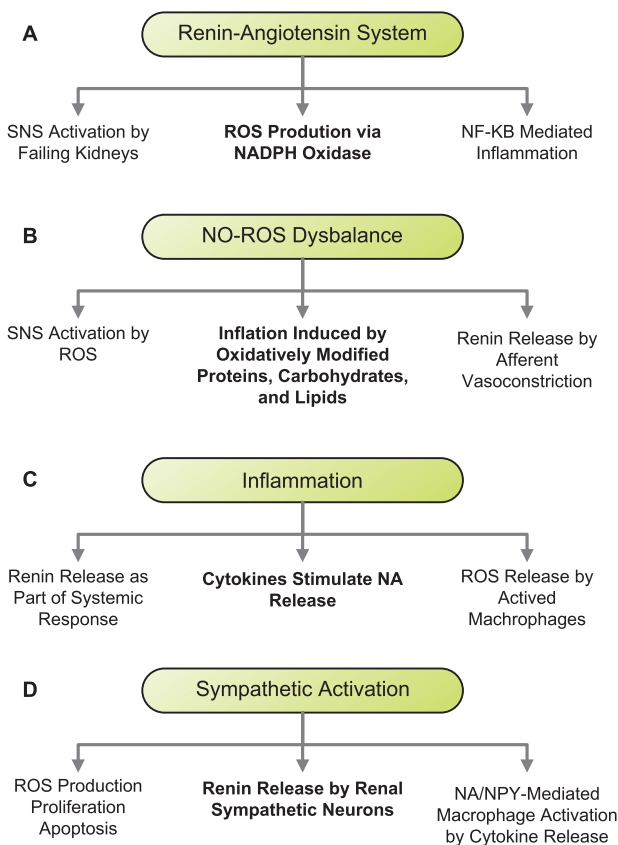 A
Renin-Angiotensin System
SNS Activation by
Failing Kidneys
ROS Prodution via
NADPH Oxidase
NF-KB Mediated
Inflammation
B
NO-ROS Dysbalance
SNS Activation by
ROS
Inflation Induced by
Oxidatively Modified
Proteins, Carbohydrates,
and Lipids
Renin Release by
Afferent
Vasoconstriction
C
Inflammation
Renin Release as
Part of Systemic
Response
Cytokines Stimulate NA
Release
ROS Release by
Actived
Machrophages
D
Sympathetic Activation
ROS Production
Proliferation
Apoptosis
Renin Release by Renal
Sympathetic Neurons
NA/NPY-Mediated
Macrophage Activation
by Cytokine Release